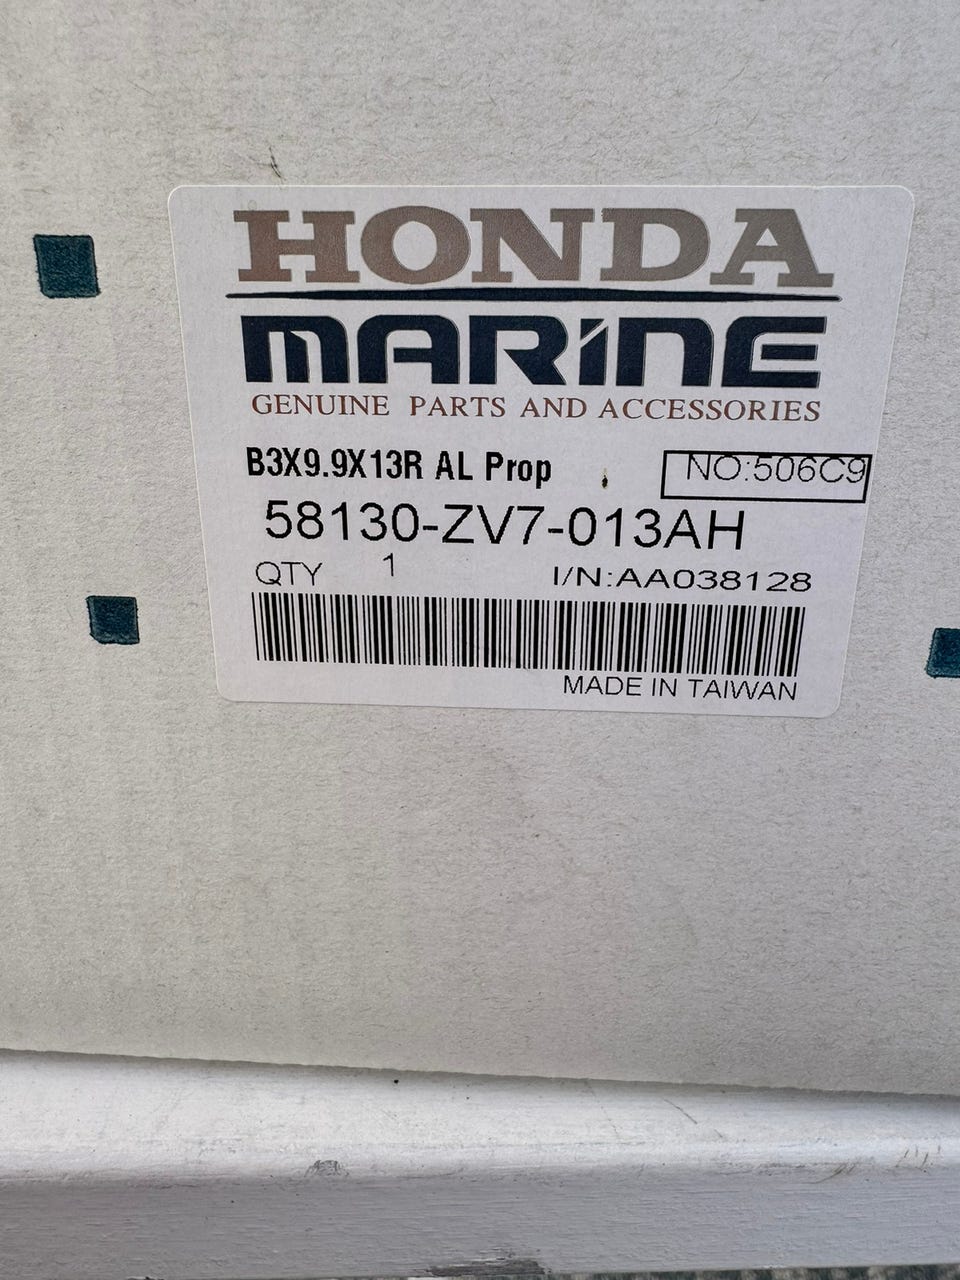 HONDA
MARINE
GENUINE PARTS AND ACCESSORIES
B3X9.9X13R AL Prop
NO:506C9
58130-ZV7-013AH
QTY 1 I/N:AA038128
MADE IN TAIWAN